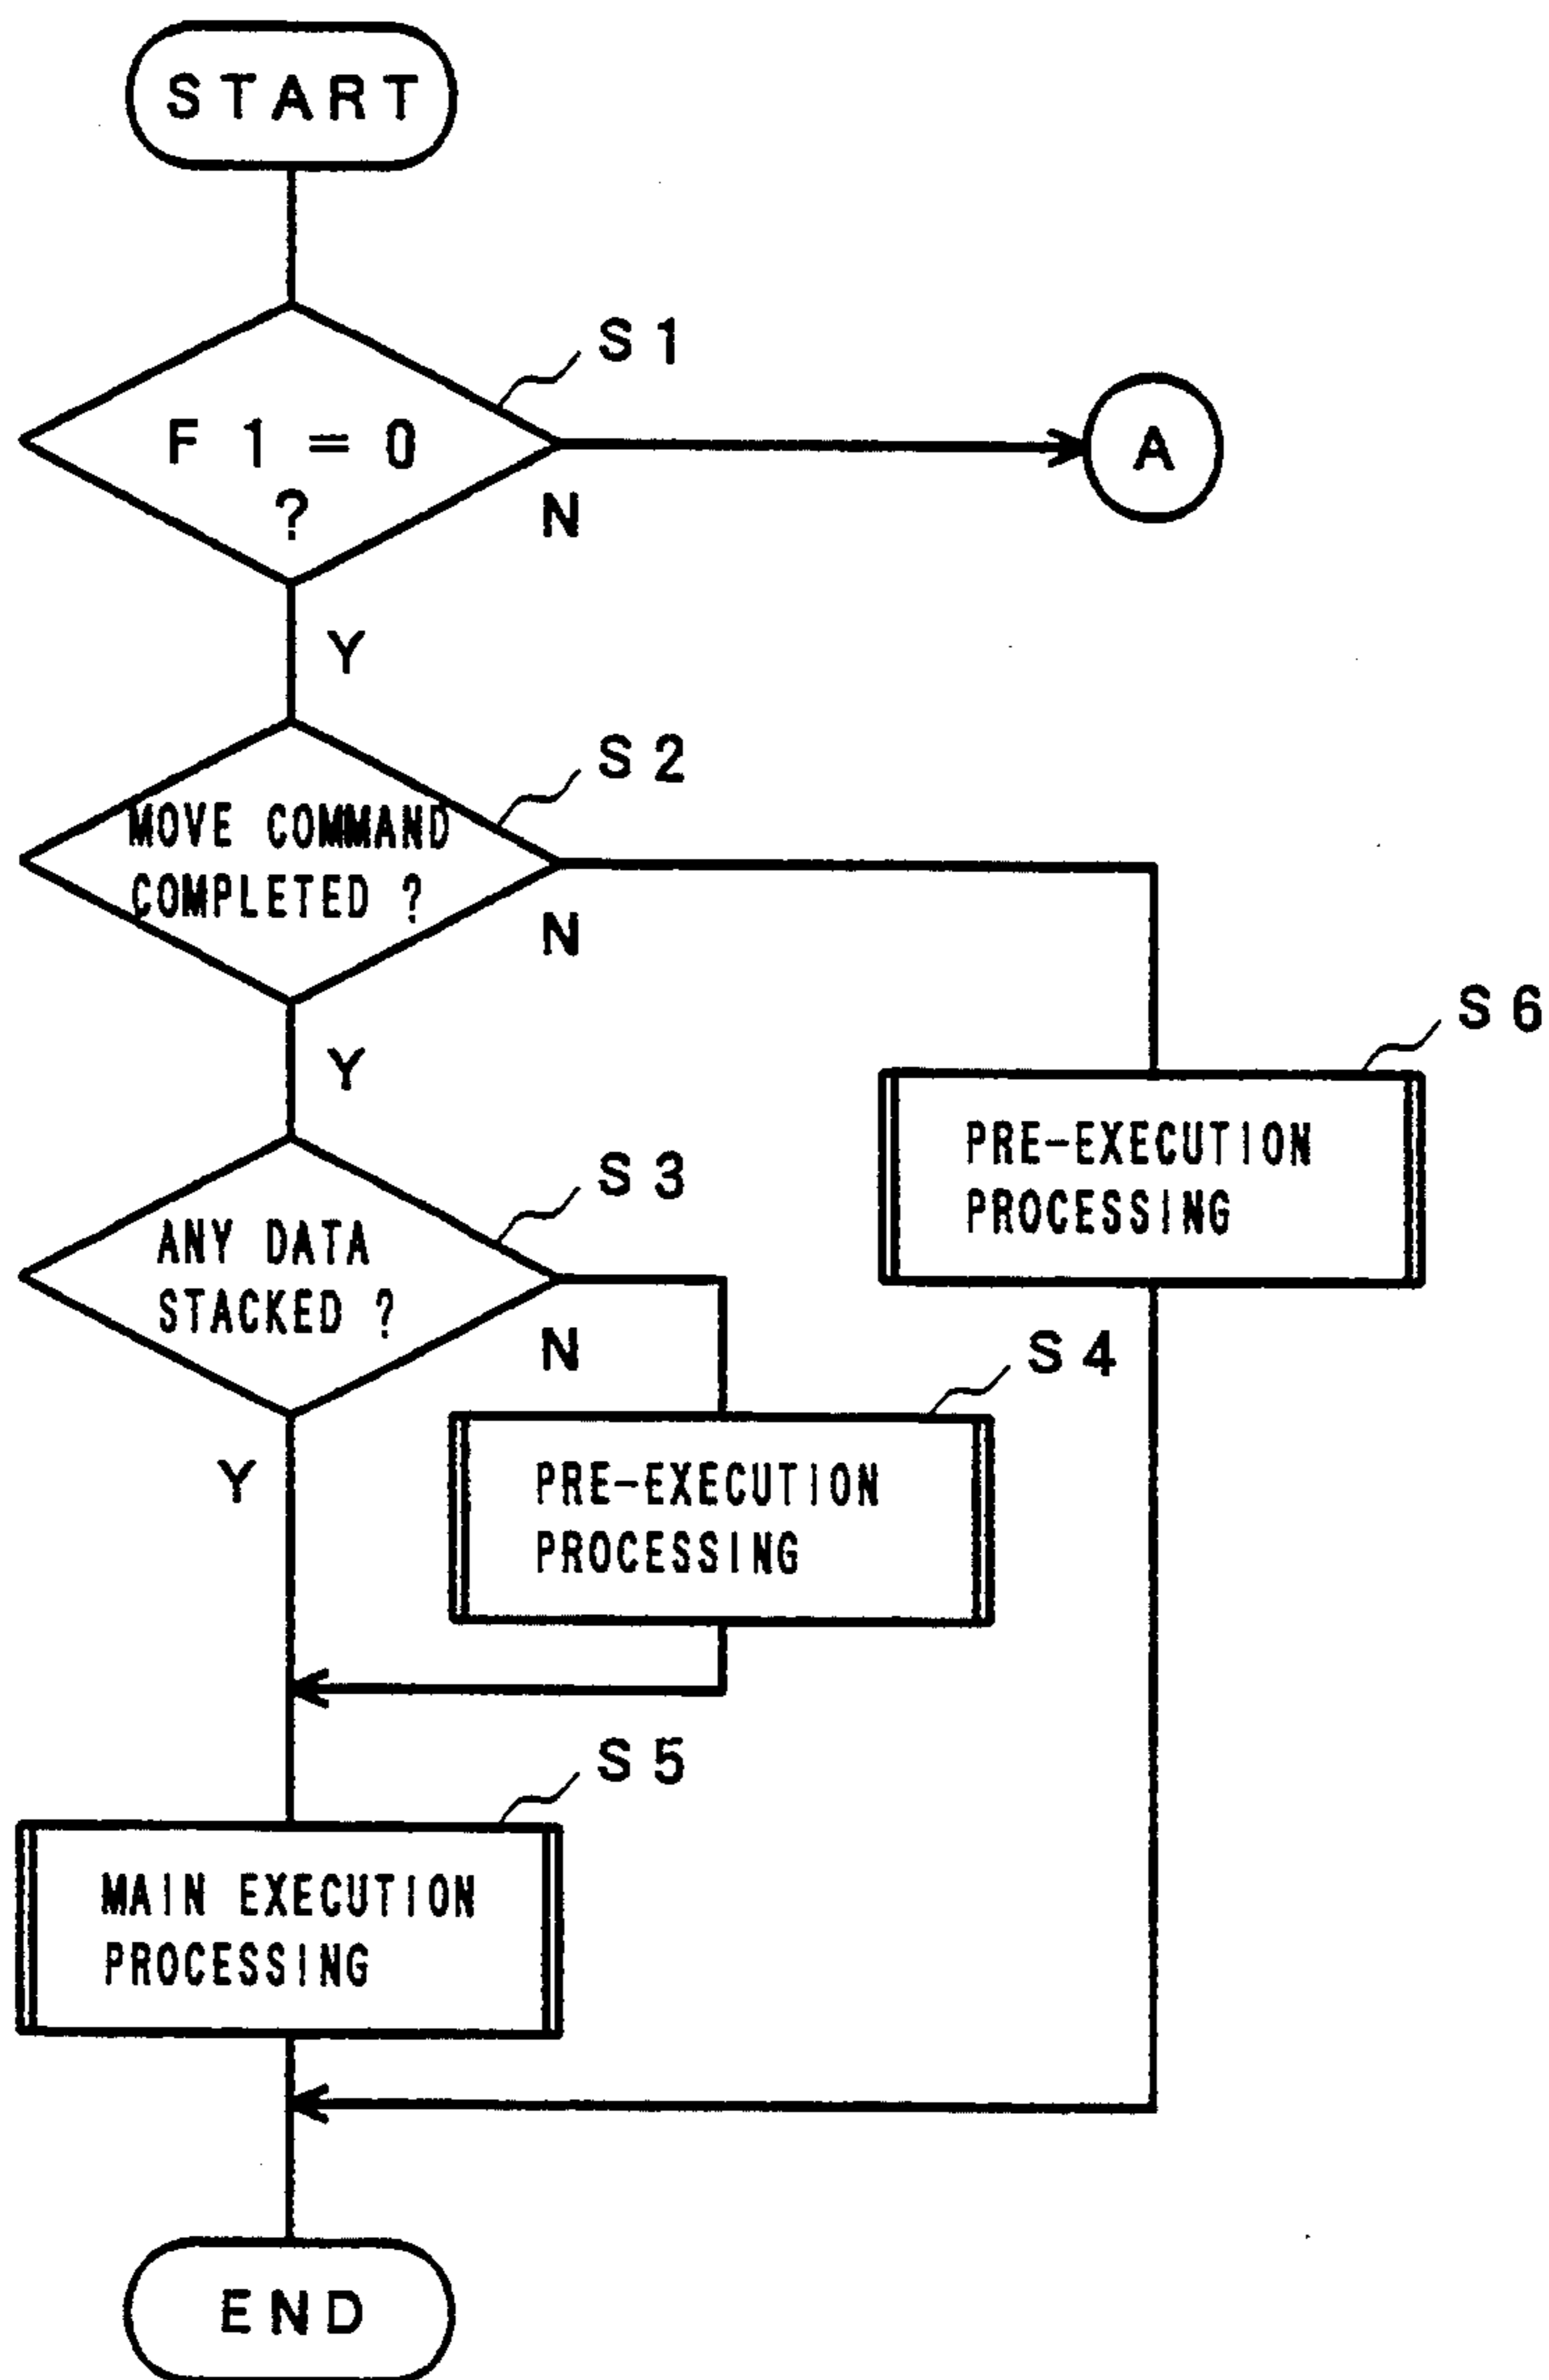 START
S1
F1=0
?
N
A
Y
S2
MOVE COMMAND
COMPLETED ?
N
Y
S6
PRE-EXECUTION
PROCESSING
S3
ANY DATA
STACKED ?
N
S4
Y
PRE-EXECUTION
PROCESSING
S5
MAIN EXECUTION
PROCESSING
END